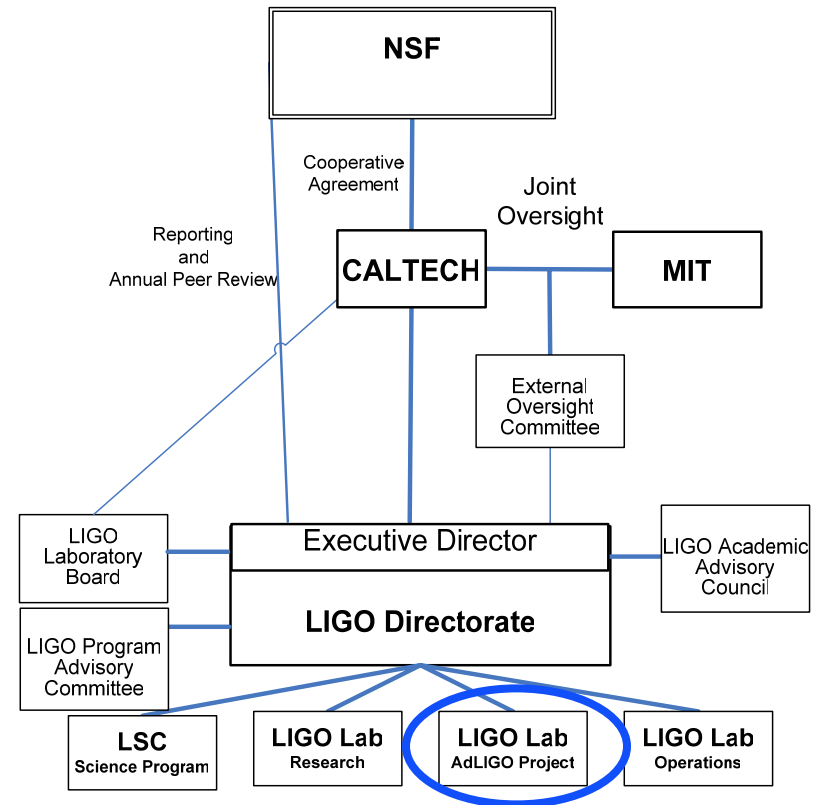 NSF
Cooperative
Agreement
Joint
Oversight
Reporting
and
Annual Peer Review
CALTECH
MIT
External
Oversight
Committee
LIGO
Laboratory
Board
Executive Director
LIGO Academic
Advisory
Council
LIGO Directorate
LIGO Program
Advisory
Committee
LSC
Science Program
LIGO Lab
Research
LIGO Lab
AdLIGO Project
LIGO Lab
Operations